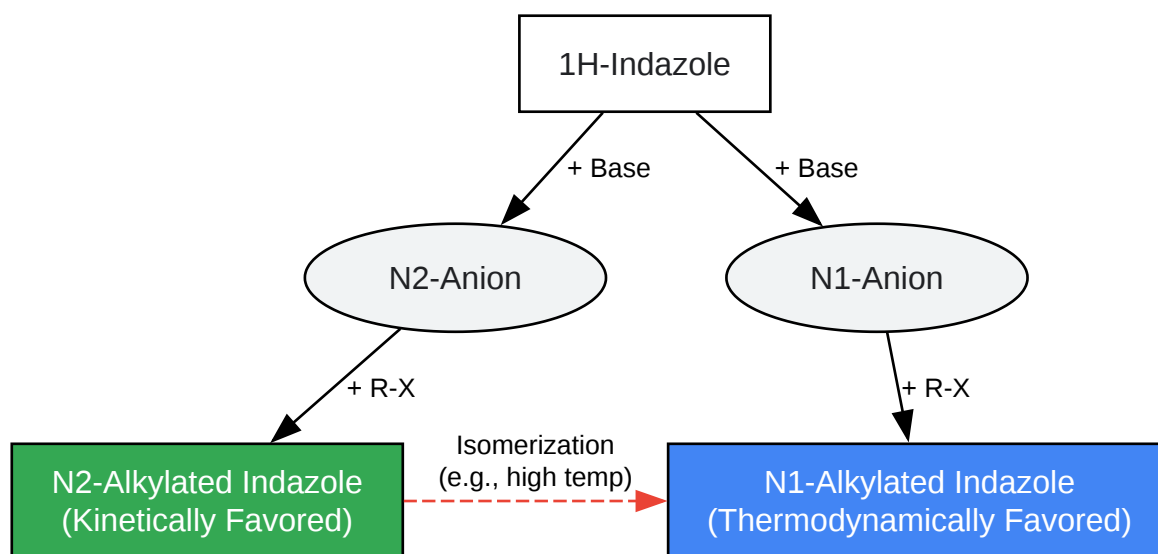 1H-Indazole
+ Base
+ Base
N2-Anion
N1-Anion
+ R-X
+ R-X
Isomerization
(e.g., high temp)
N2-Alkylated Indazole
(Kinetically Favored)
N1-Alkylated Indazole
(Thermodynamically Favored)